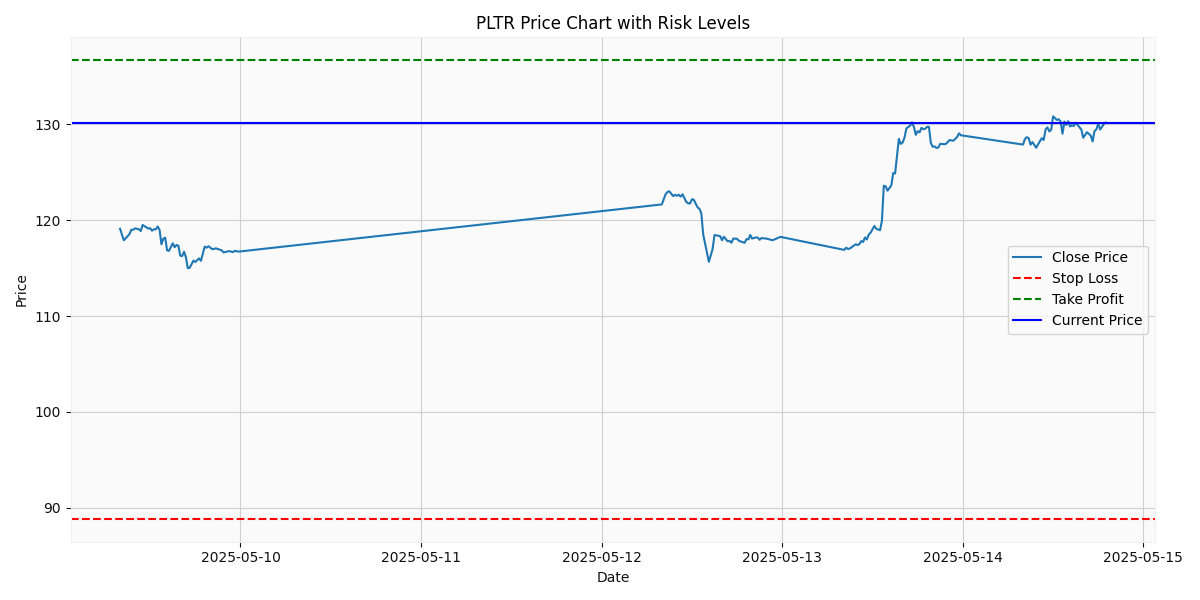 PLTR Price Chart with Risk Levels
Price
130
120
110
100
90
Close Price
Stop Loss
Take Profit
Current Price
2025-05-10
2025-05-11
2025-05-12
2025-05-13
2025-05-14
2025-05-15
Date